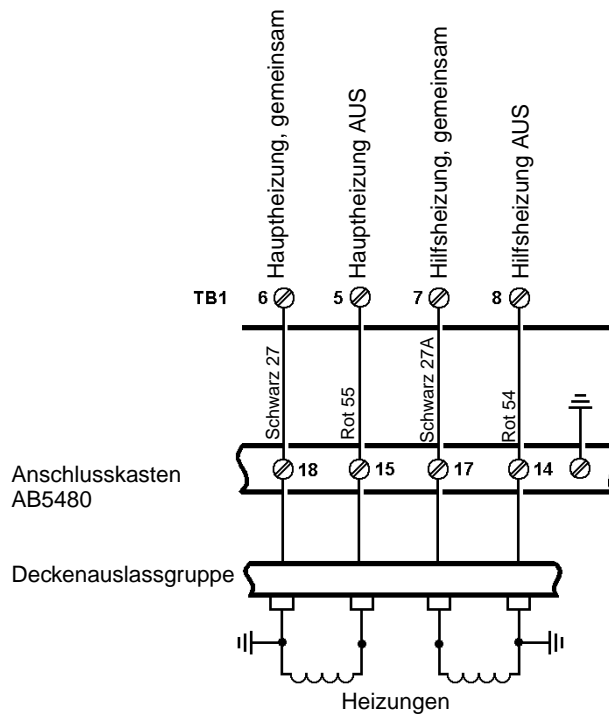 Hauptheizung, gemeinsam
Hauptheizung AUS
Hilfsheizung, gemeinsam
Hilfsheizung AUS
TB1 6 5 7 8
Schwarz 27
Rot 55
Schwarz 27A
Rot 54
18 15 17 14
Anschlusskasten
AB5480
Deckenauslassgruppe
Heizungen